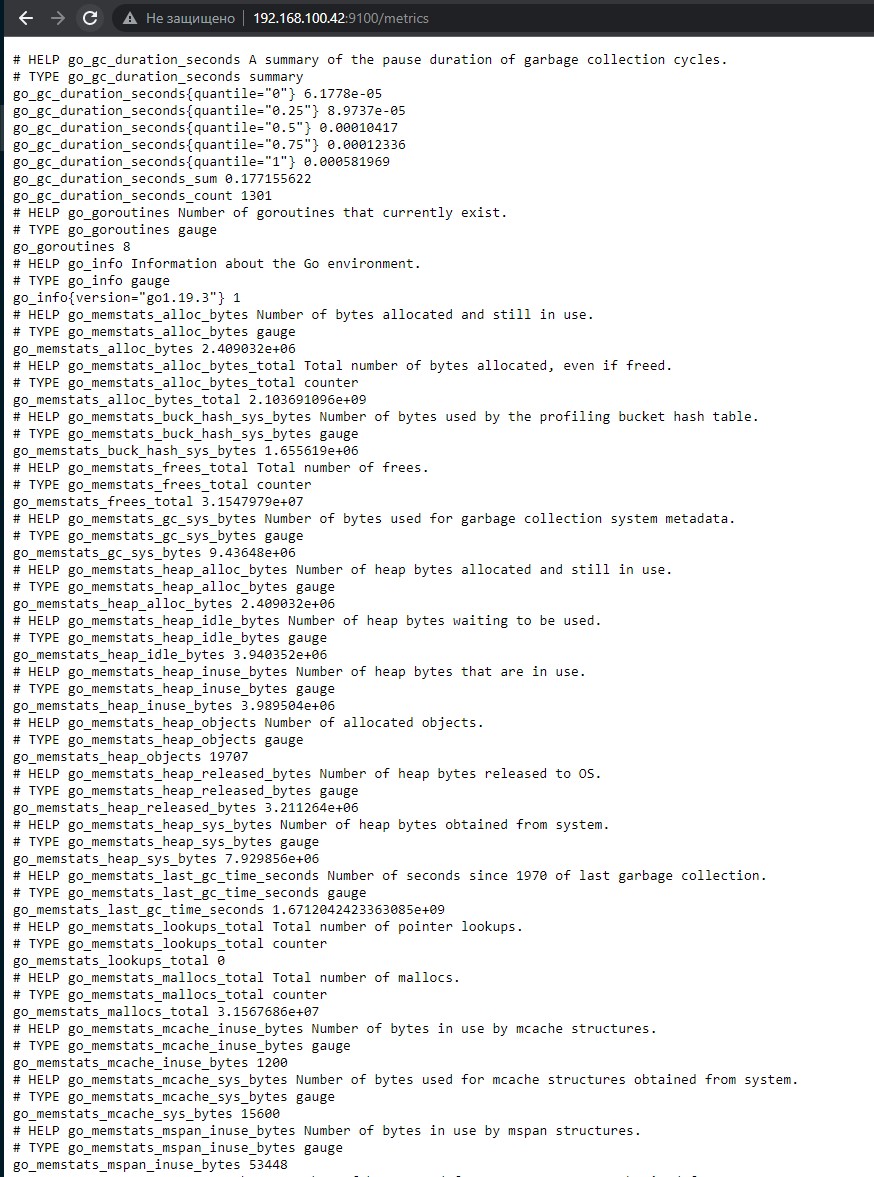 Не защищено 192.168.100.42:9100/metrics
# HELP go_gc_duration_seconds A summary of the pause duration of garbage collection cycles.
# TYPE go_gc_duration_seconds summary
go_gc_duration_seconds{quantile="0"} 6.1778e-05
go_gc_duration_seconds{quantile="0.25"} 8.9737e-05
go_gc_duration_seconds{quantile="0.5"} 0.00010417
go_gc_duration_seconds{quantile="0.75"} 0.00012336
go_gc_duration_seconds{quantile="1"} 0.000581969
go_gc_duration_seconds_sum 0.177155622
go_gc_duration_seconds_count 1301
# HELP go_goroutines Number of goroutines that currently exist.
# TYPE go_goroutines gauge
go_goroutines 8
# HELP go_info Information about the Go environment.
# TYPE go_info gauge
go_info{version="go1.19.3"} 1
# HELP go_memstats_alloc_bytes Number of bytes allocated and still in use.
# TYPE go_memstats_alloc_bytes gauge
go_memstats_alloc_bytes 2.409032e+06
# HELP go_memstats_alloc_bytes_total Total number of bytes allocated, even if freed.
# TYPE go_memstats_alloc_bytes_total counter
go_memstats_alloc_bytes_total 2.103691096e+09
# HELP go_memstats_buck_hash_sys_bytes Number of bytes used by the profiling bucket hash table.
# TYPE go_memstats_buck_hash_sys_bytes gauge
go_memstats_buck_hash_sys_bytes 1.655619e+06
# HELP go_memstats_frees_total Total number of frees.
# TYPE go_memstats_frees_total counter
go_memstats_frees_total 3.1547979e+07
# HELP go_memstats_gc_sys_bytes Number of bytes used for garbage collection system metadata.
# TYPE go_memstats_gc_sys_bytes gauge
go_memstats_gc_sys_bytes 9.43648e+06
# HELP go_memstats_heap_alloc_bytes Number of heap bytes allocated and still in use.
# TYPE go_memstats_heap_alloc_bytes gauge
go_memstats_heap_alloc_bytes 2.409032e+06
# HELP go_memstats_heap_idle_bytes Number of heap bytes waiting to be used.
# TYPE go_memstats_heap_idle_bytes gauge
go_memstats_heap_idle_bytes 3.940352e+06
# HELP go_memstats_heap_inuse_bytes Number of heap bytes that are in use.
# TYPE go_memstats_heap_inuse_bytes gauge
go_memstats_heap_inuse_bytes 3.989504e+06
# HELP go_memstats_heap_objects Number of allocated objects.
# TYPE go_memstats_heap_objects gauge
go_memstats_heap_objects 19707
# HELP go_memstats_heap_released_bytes Number of heap bytes released to OS.
# TYPE go_memstats_heap_released_bytes gauge
go_memstats_heap_released_bytes 3.211264e+06
# HELP go_memstats_heap_sys_bytes Number of heap bytes obtained from system.
# TYPE go_memstats_heap_sys_bytes gauge
go_memstats_heap_sys_bytes 7.929856e+06
# HELP go_memstats_last_gc_time_seconds Number of seconds since 1970 of last garbage collection.
# TYPE go_memstats_last_gc_time_seconds gauge
go_memstats_last_gc_time_seconds 1.6712042423363085e+09
# HELP go_memstats_lookups_total Total number of pointer lookups.
# TYPE go_memstats_lookups_total counter
go_memstats_lookups_total 0
# HELP go_memstats_mallocs_total Total number of mallocs.
# TYPE go_memstats_mallocs_total counter
go_memstats_mallocs_total 3.1567686e+07
# HELP go_memstats_mcache_inuse_bytes Number of bytes in use by mcache structures.
# TYPE go_memstats_mcache_inuse_bytes gauge
go_memstats_mcache_inuse_bytes 1200
# HELP go_memstats_mcache_sys_bytes Number of bytes used for mcache structures obtained from system.
# TYPE go_memstats_mcache_sys_bytes gauge
go_memstats_mcache_sys_bytes 15600
# HELP go_memstats_mspan_inuse_bytes Number of bytes in use by mspan structures.
# TYPE go_memstats_mspan_inuse_bytes gauge
go_memstats_mspan_inuse_bytes 53448